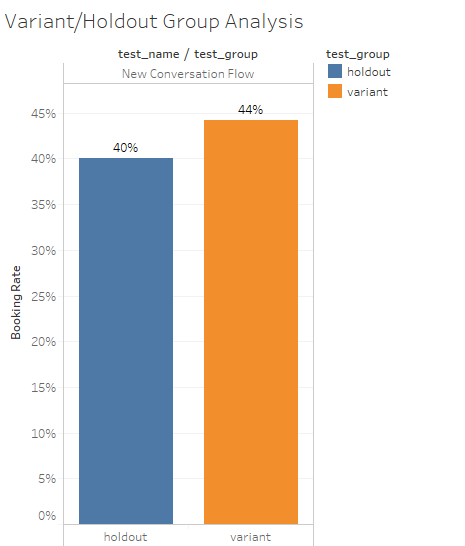 Variant/Holdout Group Analysis
test_name / test_group
test_group
New Conversation Flow
holdout
variant
45%
44%
40%
40%
35%
30%
25%
20%
15%
10%
5%
0%
Booking Rate
holdout
variant